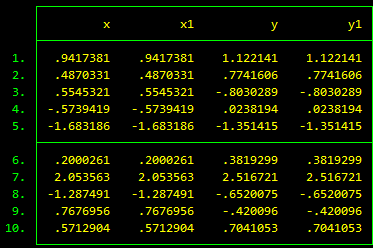 x x1 y y1
1. .9417381 .9417381 1.122141 1.122141
2. .4870331 .4870331 .7741606 .7741606
3. .5545321 .5545321 -.8030289 -.8030289
4. -.5739419 -.5739419 .0238194 .0238194
5. -1.683186 -1.683186 -1.351415 -1.351415
6. .2000261 .2000261 .3819299 .3819299
7. 2.053563 2.053563 2.516721 2.516721
8. -1.287491 -1.287491 -.6520075 -.6520075
9. .7676956 .7676956 -.420096 -.420096
10. .5712904 .5712904 .7041053 .7041053